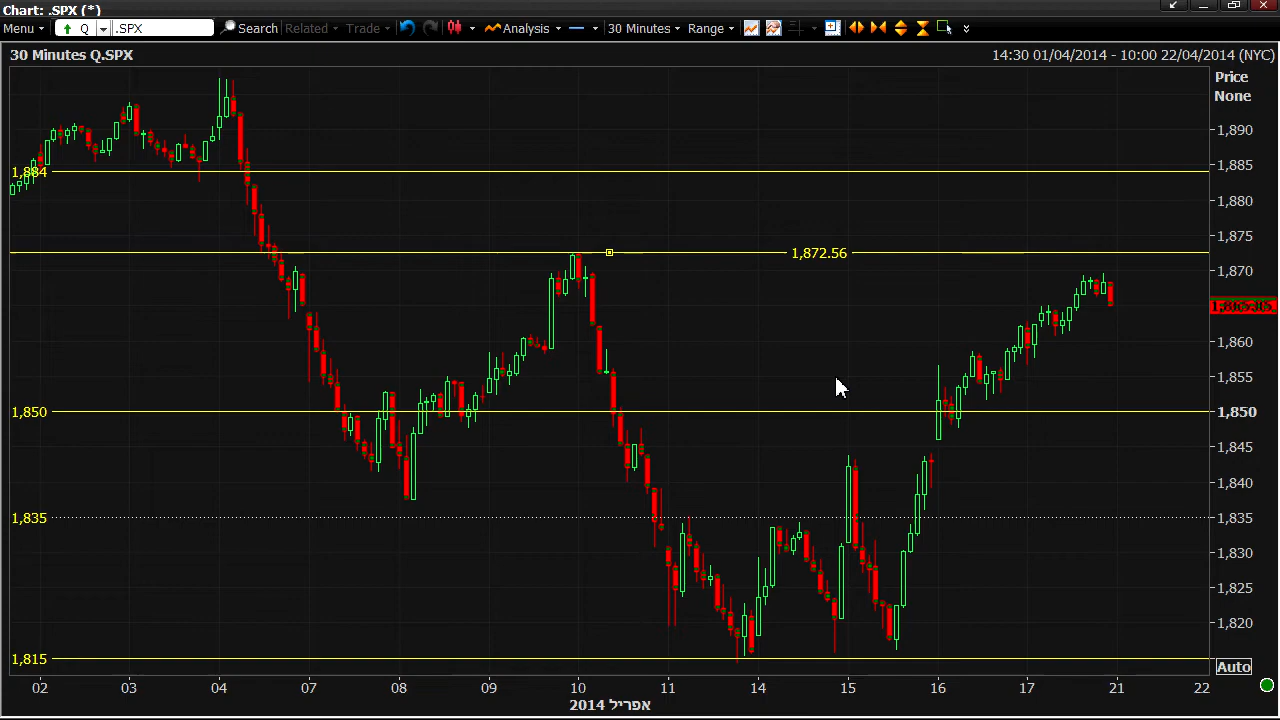 Chart: .SPX (*)
Menu Q .SPX Search Related Trade Analysis 30 Minutes Range
30 Minutes Q.SPX 14:30 01/04/2014 - 10:00 22/04/2014 (NYC)
Price
None
1,890
1,885
1,884
1,880
1,875
1,872.56
1,870
1,860
1,855
1,850 1,850
1,845
1,840
1,835 1,835
1,830
1,825
1,820
1,815
Auto
02 03 04 07 08 09 10 11 14 15 16 17 21 22
אפריל 2014